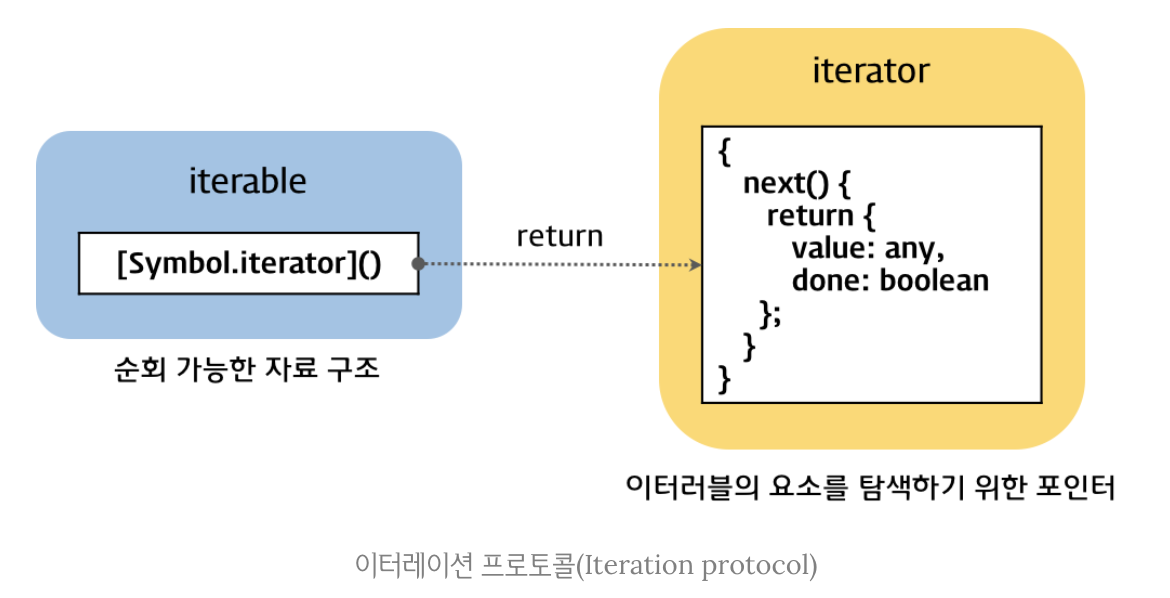 iterable
[Symbol.iterator]()
순회 가능한 자료 구조
return
iterator
{
next() {
return {
value: any,
done: boolean
};
}
}
이터러블의 요소를 탐색하기 위한 포인터
이터레이션 프로토콜(Iteration protocol)